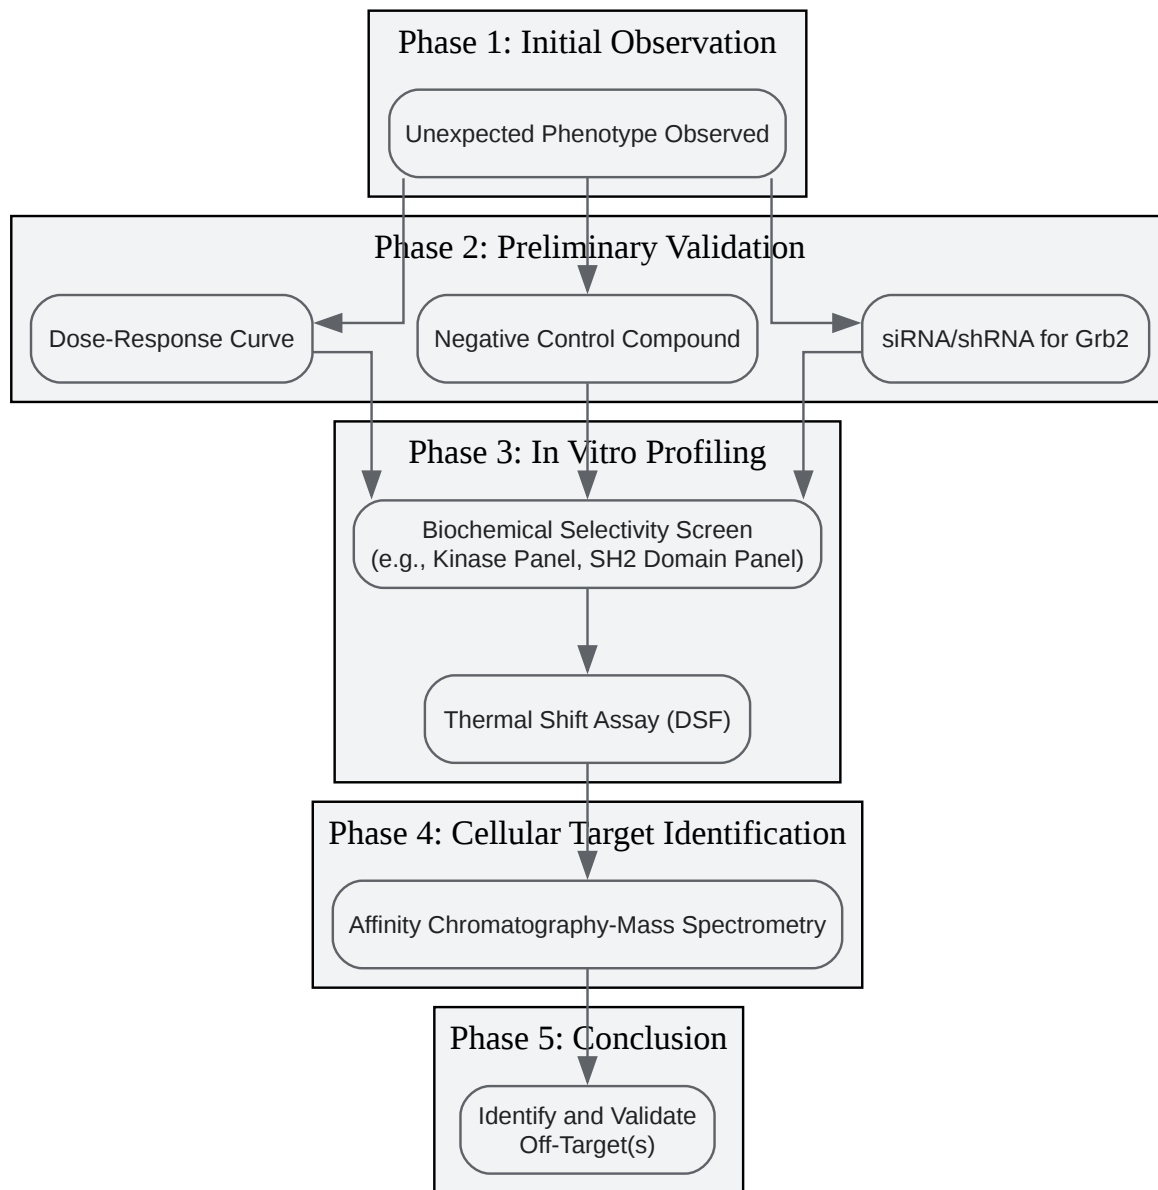 Phase 1: Initial Observation
Unexpected Phenotype Observed
Phase 2: Preliminary Validation
Dose-Response Curve
Negative Control Compound
siRNA/shRNA for Grb2
Phase 3: In Vitro Profiling
Biochemical Selectivity Screen
(e.g., Kinase Panel, SH2 Domain Panel)
Thermal Shift Assay (DSF)
Phase 4: Cellular Target Identification
Affinity Chromatography-Mass Spectrometry
Phase 5: Conclusion
Identify and Validate
Off-Target(s)